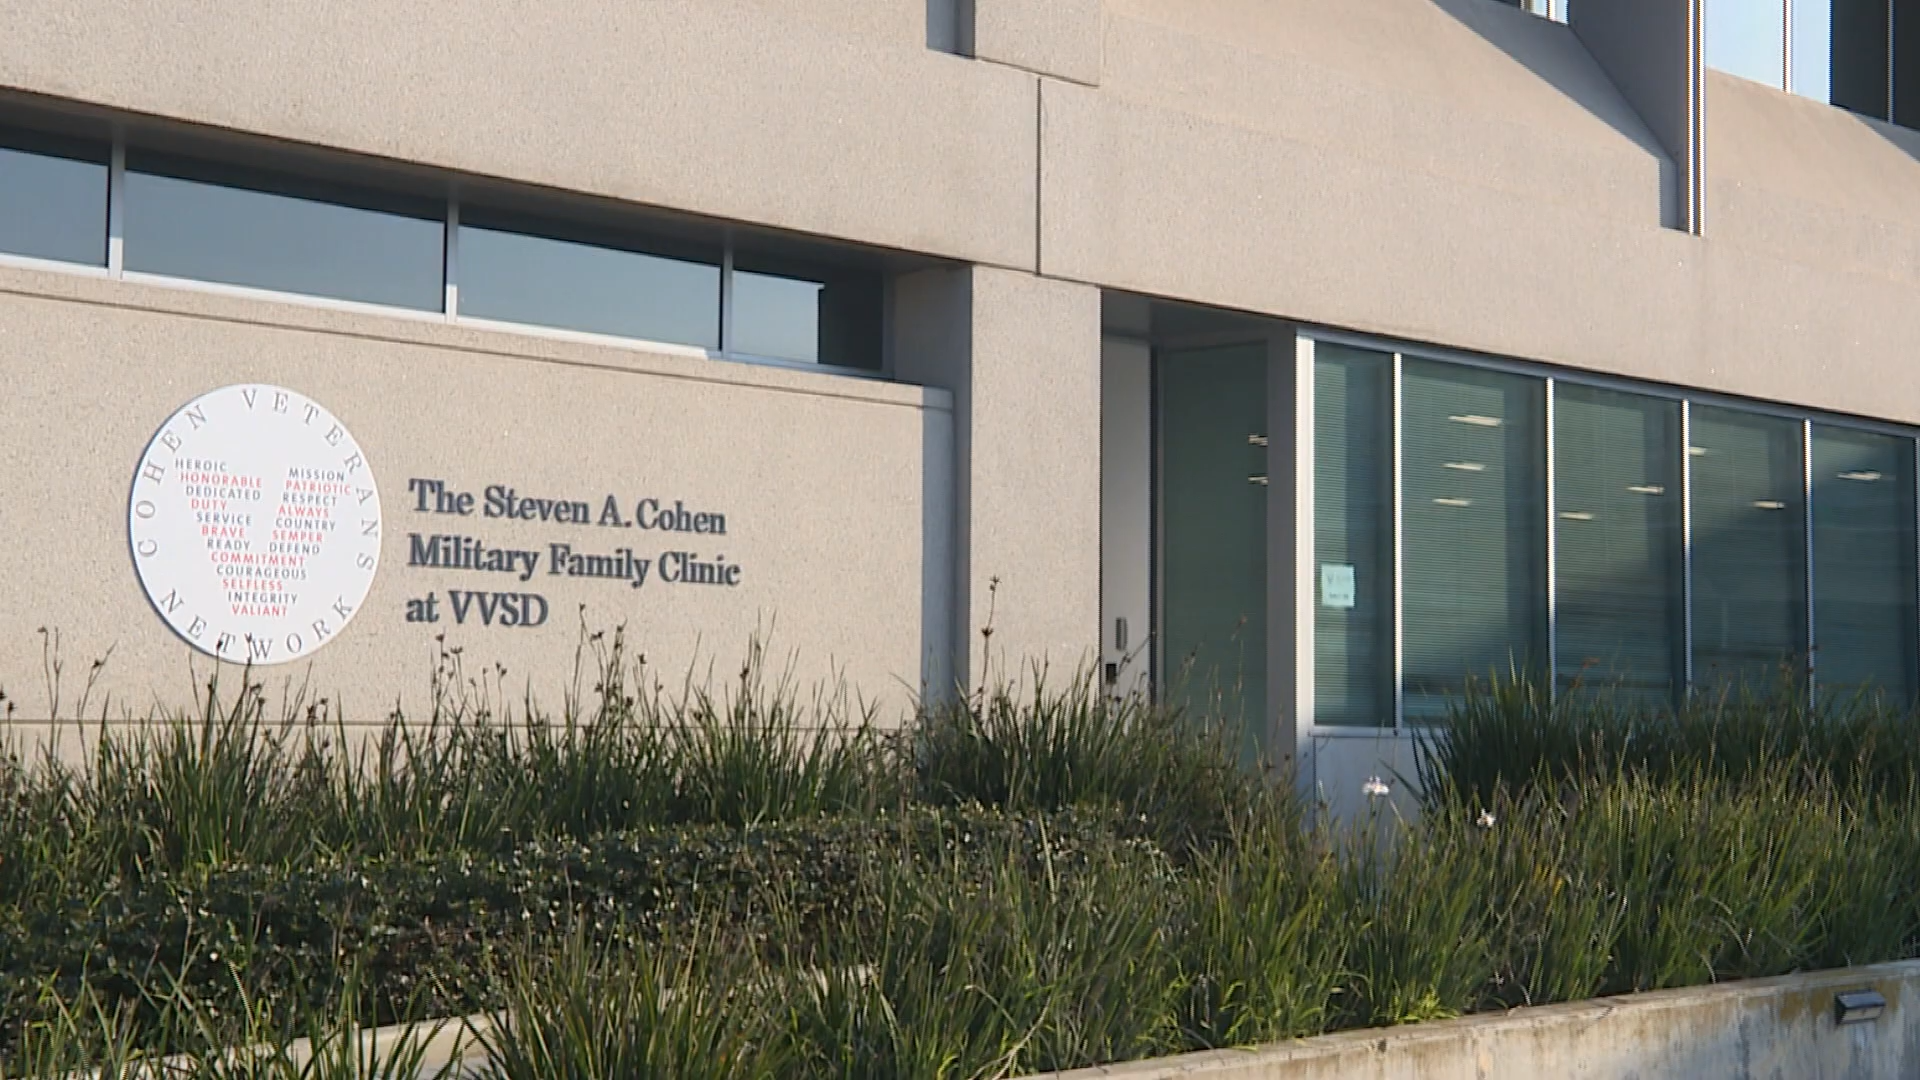 COHEN VETERANS NETWORK
HEROIC MISSION
HONORABLE PATRIOTIC
DEDICATED RESPECT
DUTY ALWAYS
SERVICE COUNTRY
BRAVE SEMPER
READY DEFEND
COMMITMENT
COURAGEOUS
SELFLESS
INTEGRITY
VALIANT
The Steven A. Cohen
Military Family Clinic
at VVSD